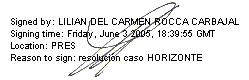 Signed by: LILIAN DEL CARMEN ROCCA CARBAJAL
Signing time: Friday, June 3 2005, 18:39:55 GMT
Location: PRES
Reason to sign: resolución caso HORIZONTE